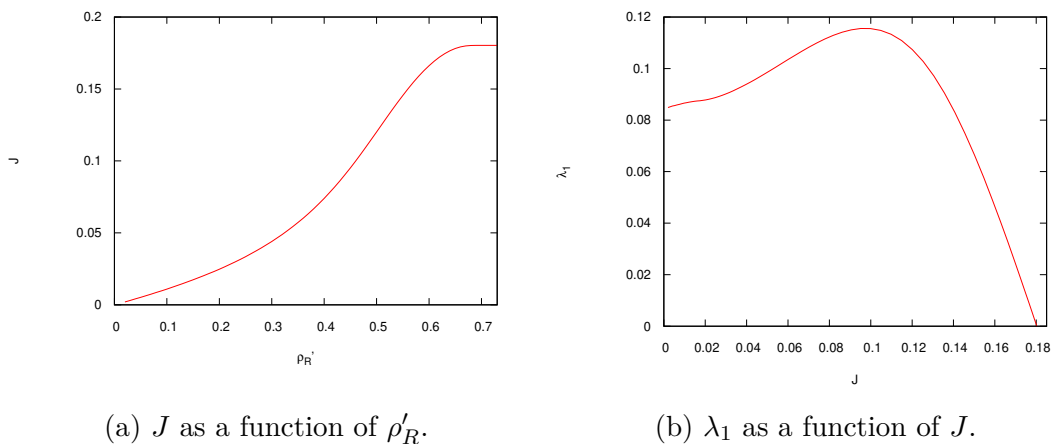 0.2
0.15
0.1
0.05
0
J
0 0.1 0.2 0.3 0.4 0.5 0.6 0.7
ρR'
0.12
0.1
0.08
0.06
0.04
0.02
0
λ1
0 0.02 0.04 0.06 0.08 0.1 0.12 0.14 0.16 0.18
J
(a) J as a function of ρ′R.
(b) λ1 as a function of J.